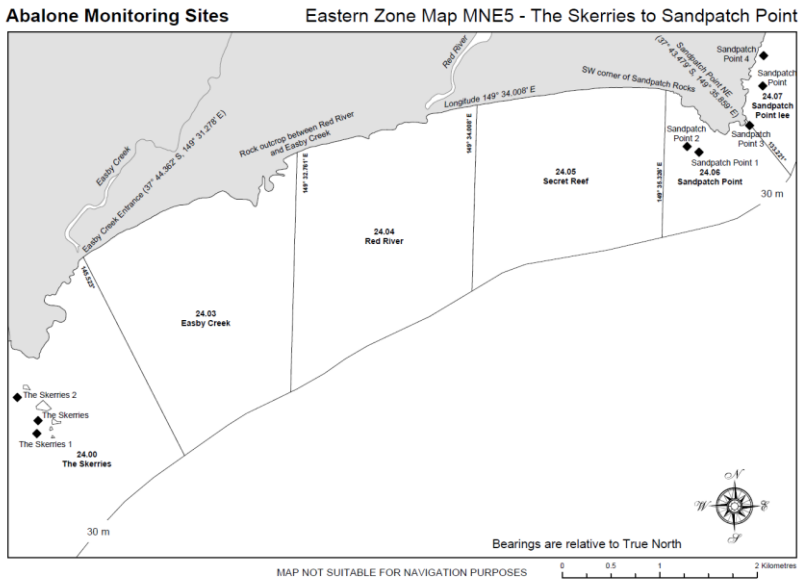 Abalone Monitoring Sites
Eastern Zone Map MNE5 - The Skerries to Sandpatch Point
Red River
Easby Creek
Easby Creek Entrance (37° 44.362' S, 149° 31.278' E)
Rock outcrop between Red River
and Easby Creek
Longitude 149° 34.008' E
SW corner of Sandpatch Rocks
Sandpatch Point NE
(37° 43.479' S, 149° 35.859' E)
Sandpatch
Point 4
Sandpatch
Point
24.07
Sandpatch
Point lee
Sandpatch
Point 3
133.221°
Sandpatch
Point 2
Sandpatch Point 1
24.06
Sandpatch Point
30 m
149° 35.328' E
24.05
Secret Reef
149° 34.008' E
24.04
Red River
149° 32.761' E
24.03
Easby Creek
145.523°
The Skerries 2
The Skerries
The Skerries 1
24.00
The Skerries
30 m
N
W
E
S
Bearings are relative to True North
MAP NOT SUITABLE FOR NAVIGATION PURPOSES
0 0.5 1 2 Kilometres